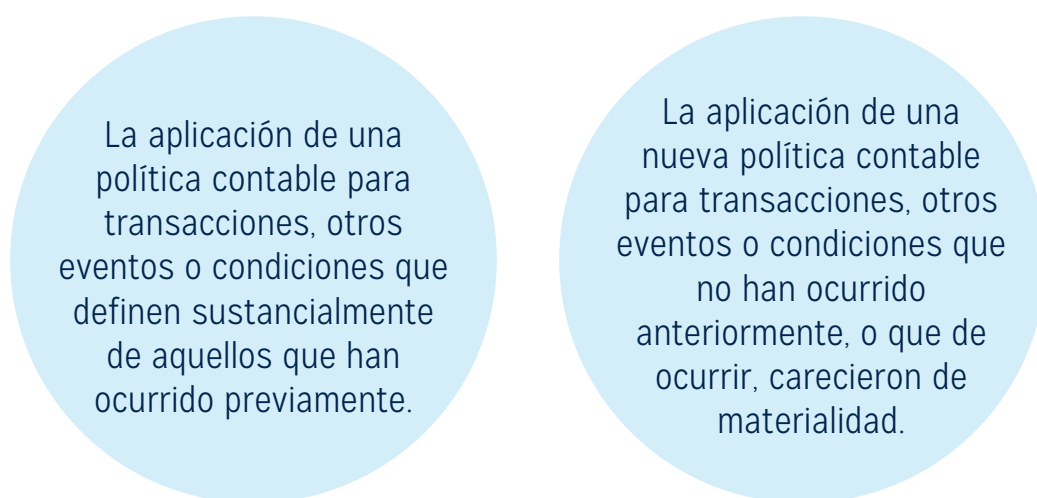 La aplicación de una
política contable para
transacciones, otros
eventos o condiciones que
definen sustancialmente
de aquellos que han
ocurrido previamente.
La aplicación de una
nueva política contable
para transacciones, otros
eventos o condiciones que
no han ocurrido
anteriormente, o que de
ocurrir, carecieron de
materialidad.